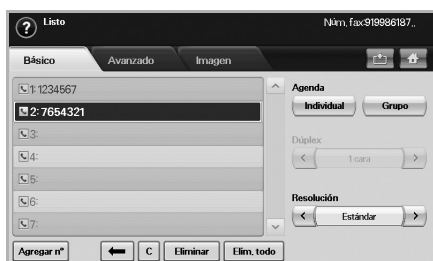 ? Listo
Núm. fax:919986187..
Básico
Avanzado
Imagen
1: 1234567
2: 7654321
3:
4:
5:
6:
7:
Agenda
Individual
Grupo
Dúplex
< 1 cara >
Resolución
< Estándar >
Agregar nº
C
Eliminar
Elim. todo